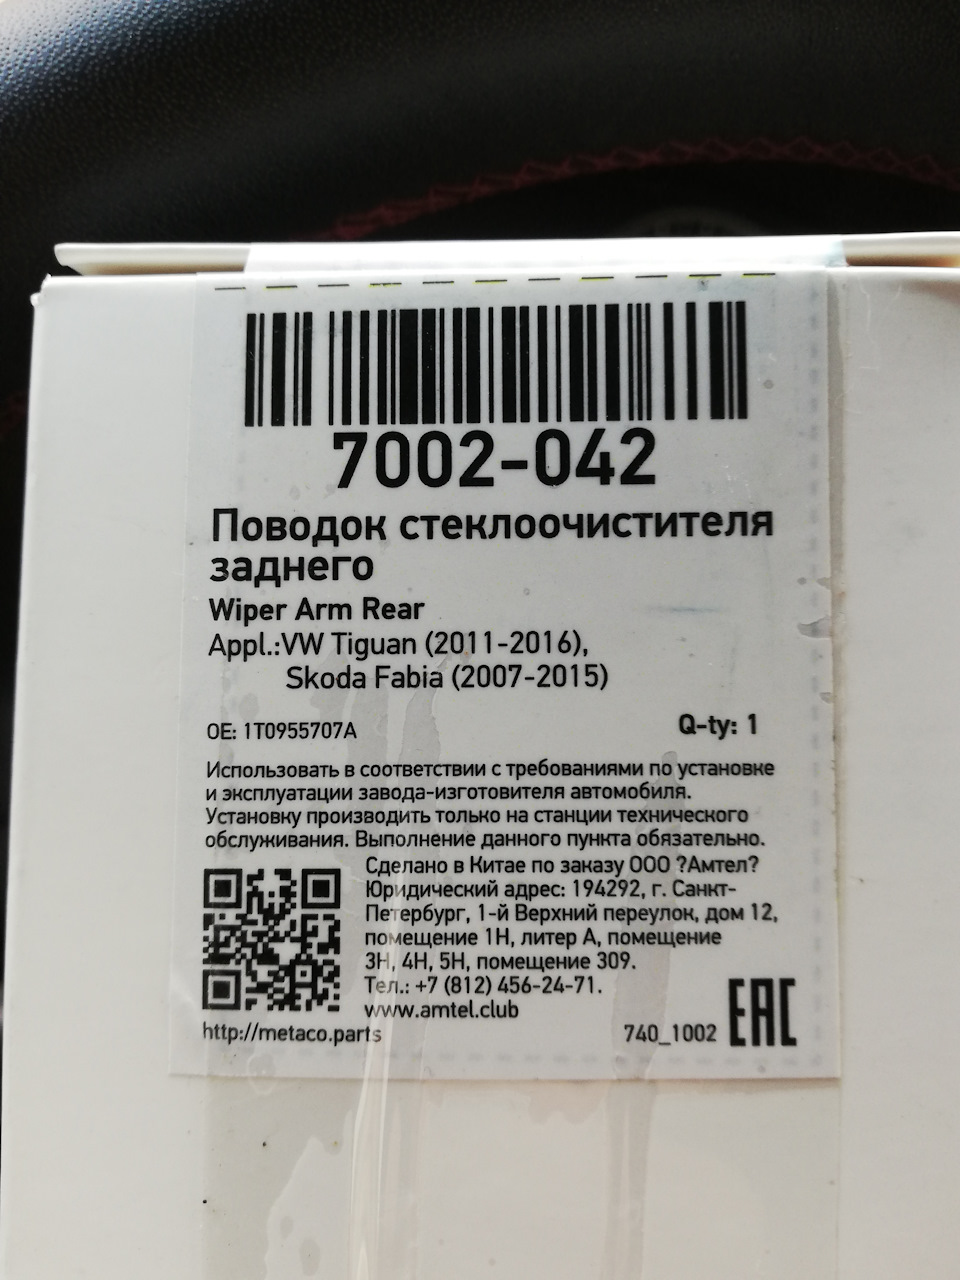 7002-042
Поводок стеклоочистителя
заднего
Wiper Arm Rear
Appl.:VW Tiguan (2011-2016),
Skoda Fabia (2007-2015)
OE: 1T0955707A
Q-ty: 1
Использовать в соответствии с требованиями по установке
и эксплуатации завода-изготовителя автомобиля.
Установку производить только на станции технического
обслуживания. Выполнение данного пункта обязательно.
Сделано в Китае по заказу ООО ?Амтел?
Юридический адрес: 194292, г. Санкт-
Петербург, 1-й Верхний переулок, дом 12,
помещение 1Н, литер А, помещение
3Н, 4Н, 5Н, помещение 309.
Тел.: +7 (812) 456-24-71.
www.amtel.club
http://metaco.parts
740_1002
EAC